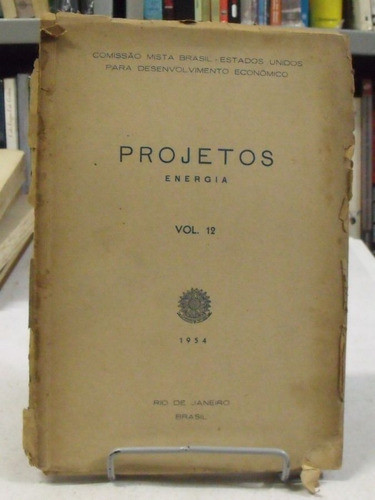 COMISSÃO MISTA BRASIL-ESTADOS UNIDOS
PARA DESENVOLVIMENTO ECONÔMICO
PROJETOS
ENERGIA
VOL. 12
1954
RIO DE JANEIRO
BRASIL